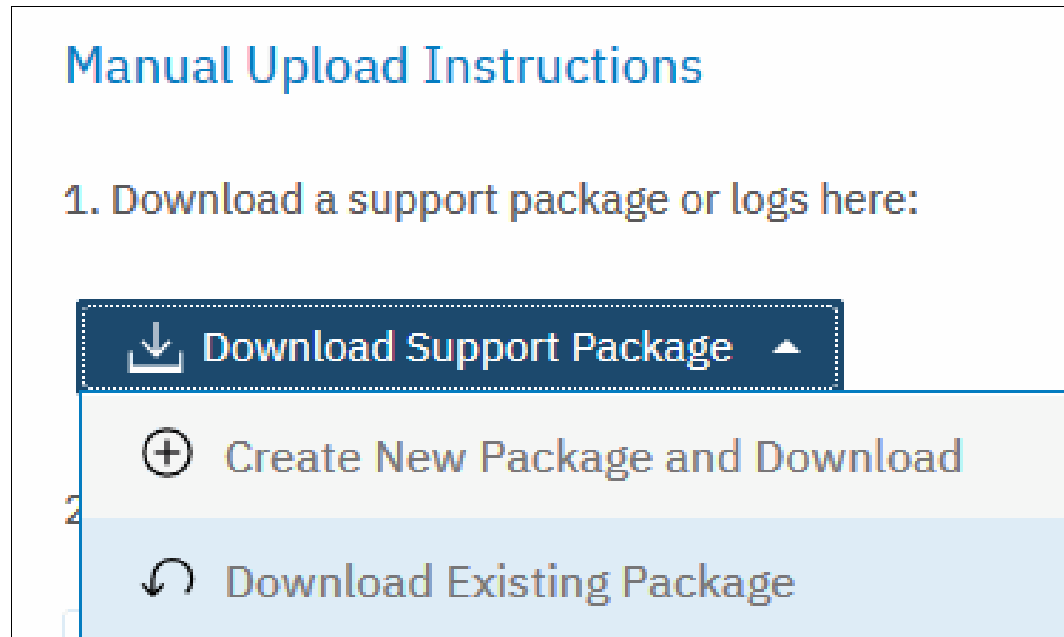 Manual Upload Instructions
1. Download a support package or logs here:
Download Support Package
Create New Package and Download
2
Download Existing Package